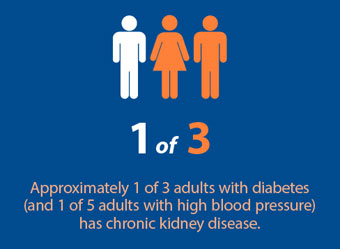 1 of 3
Approximately 1 of 3 adults with diabetes
(and 1 of 5 adults with high blood pressure)
has chronic kidney disease.